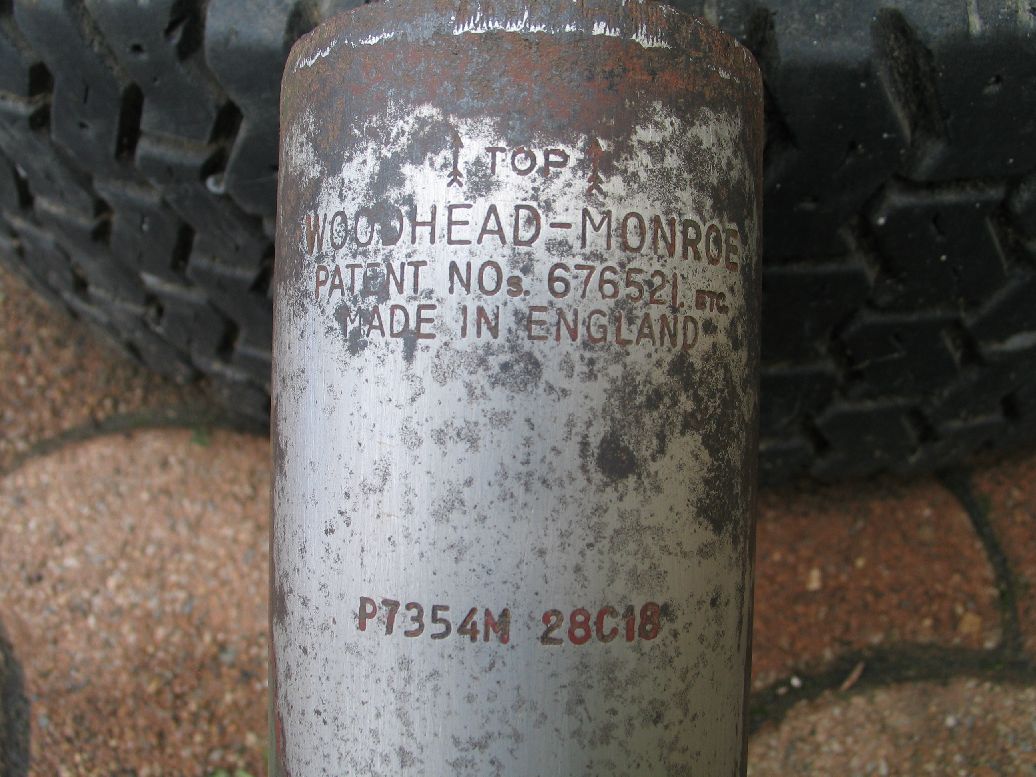 TOP
WOODHEAD-MONROE
PATENT NOs. 676521. ETC.
MADE IN ENGLAND
P7354M 28C18